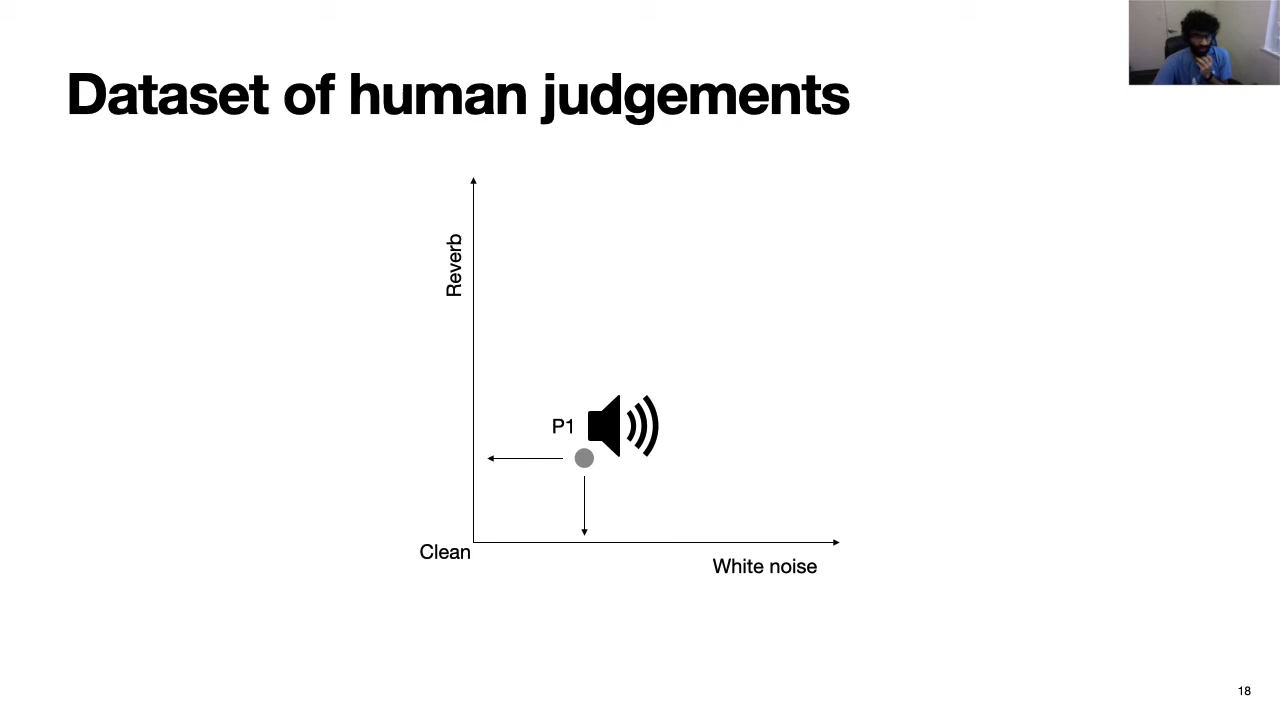 Dataset of human judgements
Reverb
P1
Clean
White noise
18